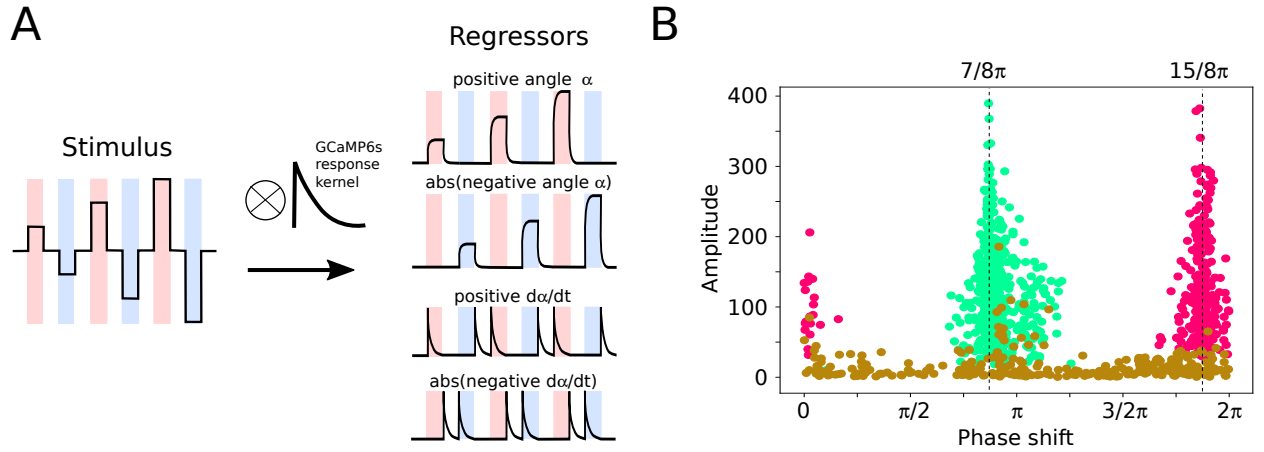 A
Stimulus
GCaMP6s
response
kernel
Regressors
positive angle α
abs(negative angle α)
positive dα/dt
abs(negative dα/dt)
B
7/8π
15/8π
Amplitude
400
300
200
100
0
0
π/2
π
3/2π
2π
Phase shift